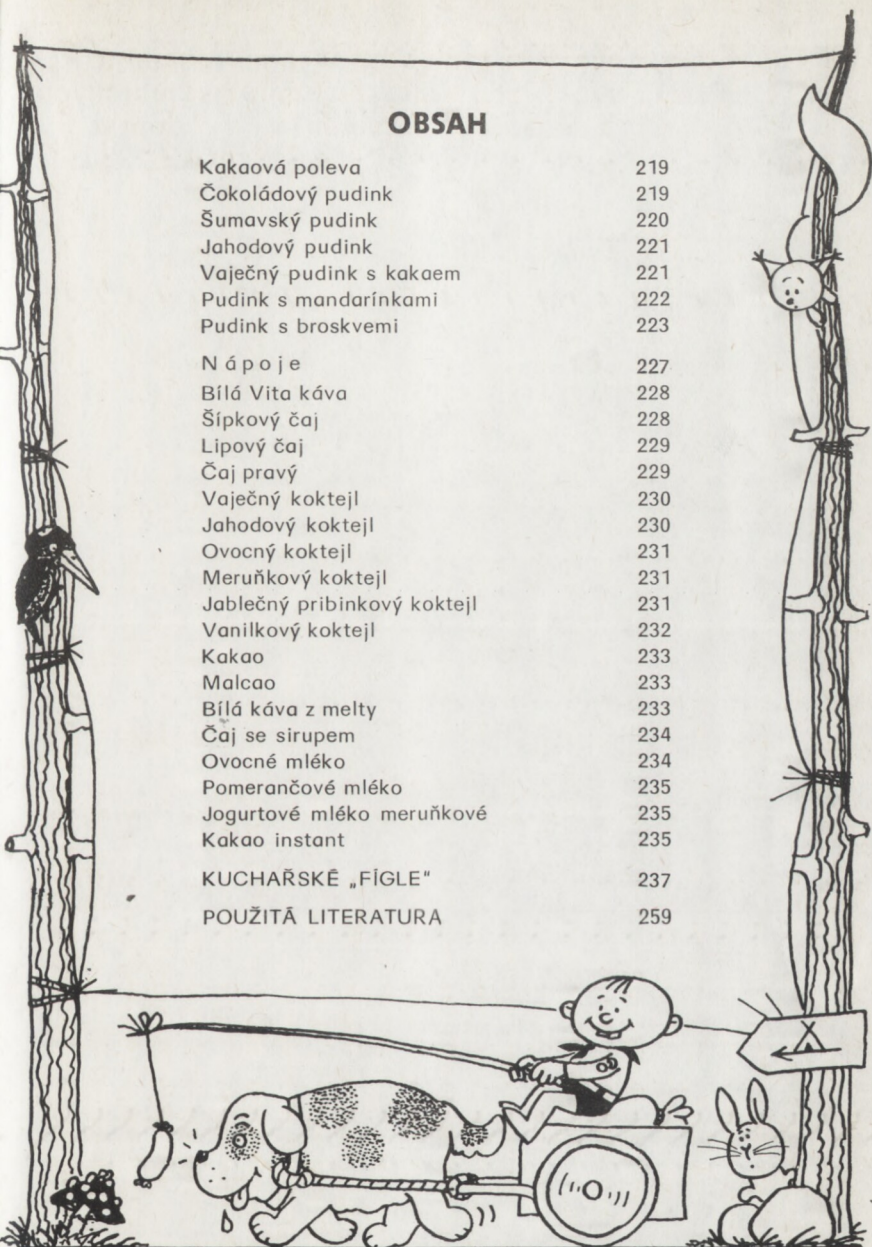 OBSAH
Kakaová poleva 219
Čokoládový pudink 219
Šumavský pudink 220
Jahodový pudink 221
Vaječný pudink s kakaem 221
Pudink s mandarínkami 222
Pudink s broskvemi 223
Nápoje 227
Bílá Vita káva 228
Šípkový čaj 228
Lipový čaj 229
Čaj pravý 229
Vaječný koktejl 230
Jahodový koktejl 230
Ovocný koktejl 231
Meruňkový koktejl 231
Jablečný pribinkový koktejl 231
Vanilkový koktejl 232
Kakao 233
Malcao 233
Bílá káva z melty 233
Čaj se sirupem 234
Ovocné mléko 234
Pomerančové mléko 235
Jogurtové mléko meruňkové 235
Kakao instant 235
KUCHAŘSKÉ „FÍGLE" 237
POUŽITÁ LITERATURA 259